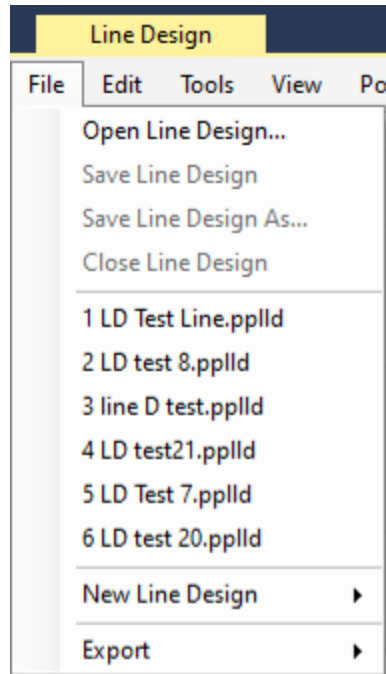 Line Design
File Edit Tools View Po
Open Line Design...
Save Line Design
Save Line Design As...
Close Line Design
1 LD Test Line.pplld
2 LD test 8.pplld
3 line D test.pplld
4 LD test21.pplld
5 LD Test 7.pplld
6 LD test 20.pplld
New Line Design
Export